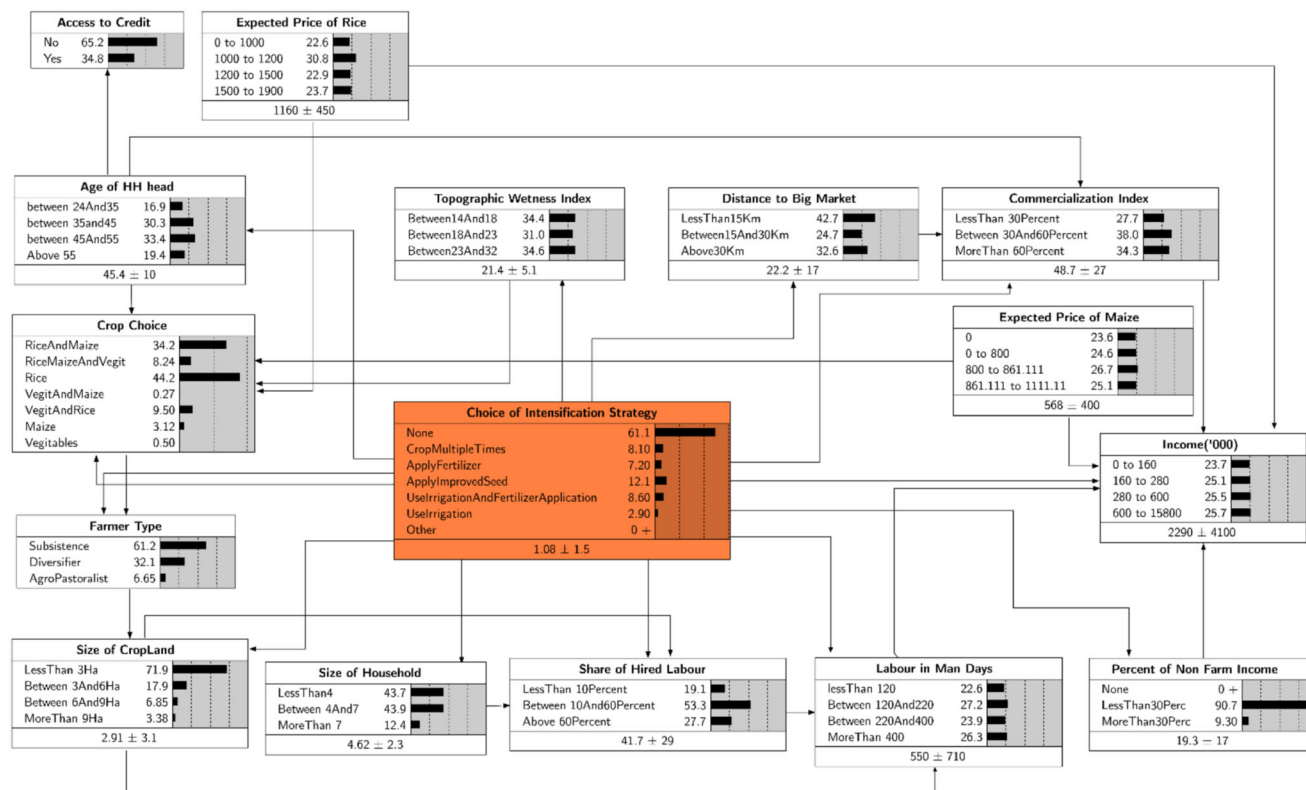 Access to Credit
No 65.2
Yes 34.8
Expected Price of Rice
0 to 1000 22.6
1000 to 1200 30.8
1200 to 1500 22.9
1500 to 1900 23.7
1160 ± 450
Age of HH head
between 24And35 16.9
between 35and45 30.3
between 45And55 33.4
Above 55 19.4
45.4 ± 10
Topographic Wetness Index
Between14And18 34.4
Between18And23 31.0
Between23And32 34.6
21.4 ± 5.1
Distance to Big Market
LessThan15Km 42.7
Between15And30Km 24.7
Above30Km 32.6
22.2 ± 17
Commercialization Index
LessThan 30Percent 27.7
Between 30And60Percent 38.0
MoreThan 60Percent 34.3
48.7 ± 27
Crop Choice
RiceAndMaize 34.2
RiceMaizeAndVegit 8.24
Rice 44.2
VegitAndMaize 0.27
VegitAndRice 9.50
Maize 3.12
Vegitables 0.50
Expected Price of Maize
0 23.6
0 to 800 24.6
800 to 861.111 26.7
861.111 to 1111.11 25.1
568 ± 400
Choice of Intensification Strategy
None 61.1
CropMultipleTimes 8.10
ApplyFertilizer 7.20
ApplyImprovedSeed 12.1
UseIrrigationAndFertilizerApplication 8.60
UseIrrigation 2.90
Other 0 +
1.08 ± 1.5
Income('000)
0 to 160 23.7
160 to 280 25.1
280 to 600 25.5
600 to 15800 25.7
2290 ± 4100
Farmer Type
Subsistence 61.2
Diversifier 32.1
AgroPastoralist 6.65
Size of CropLand
LessThan 3Ha 71.9
Between 3And6Ha 17.9
Between 6And9Ha 6.85
MoreThan 9Ha 3.38
2.91 ± 3.1
Size of Household
LessThan4 43.7
Between 4And7 43.9
MoreThan 7 12.4
4.62 ± 2.3
Share of Hired Labour
LessThan 10Percent 19.1
Between 10And60Percent 53.3
Above 60Percent 27.7
41.7 ± 29
Labour in Man Days
lessThan 120 22.6
Between 120And220 27.2
Between 220And400 23.9
MoreThan 400 26.3
550 ± 710
Percent of Non Farm Income
None 0 +
LessThan30Perc 90.7
MoreThan30Perc 9.30
19.3 ± 17